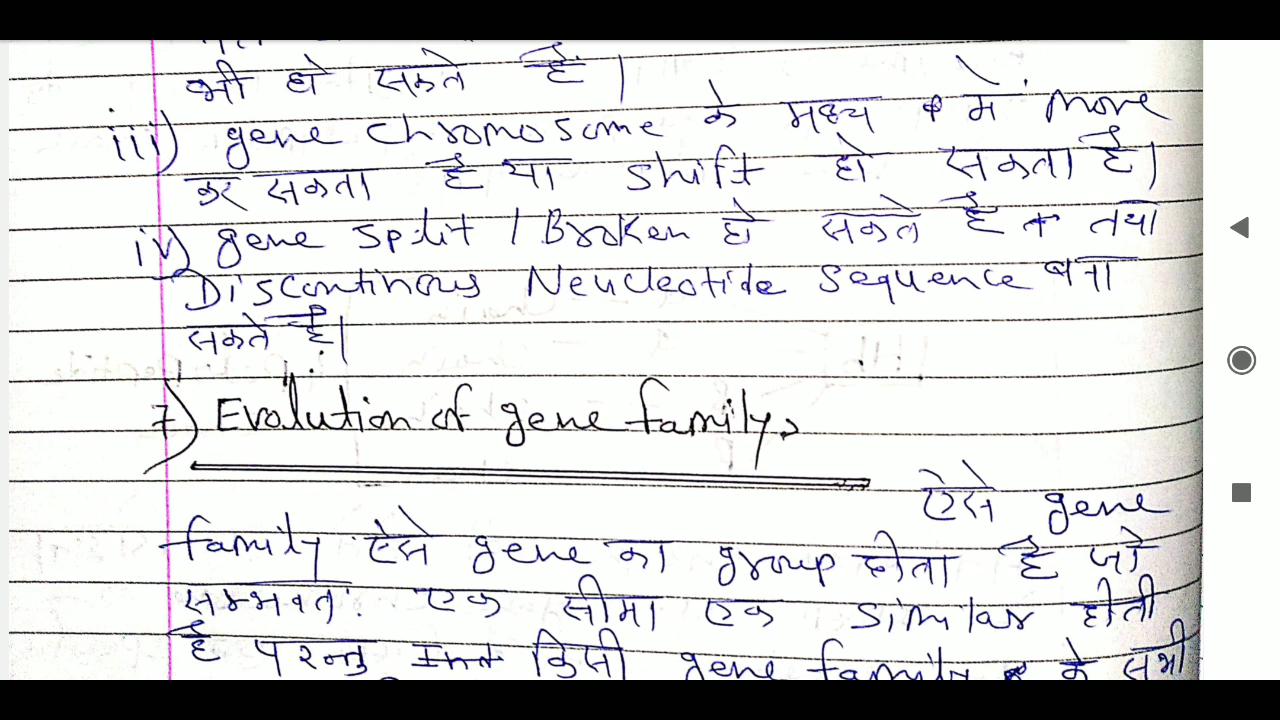 भी हो सकते है।
iii) gene chromosome के मध्य में move
कर सकता है या shift हो सकता है।
iv) gene split / Broken हो सकते है तथा
Discontinous Neucleotide sequence बना
सकते है।
7) Evolution of gene family,
ऐसे gene
family ऐसे gene का group होता है जो
सम्भवतः एक सीमा एक similar होती
है परन्तु किसी gene family के सभी